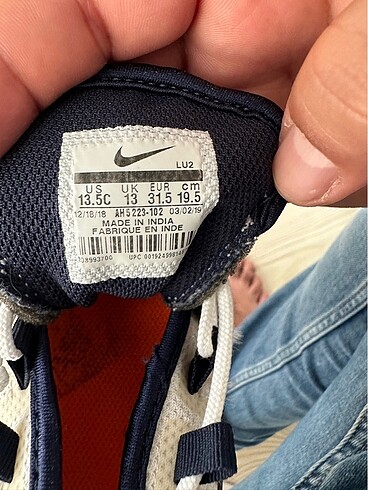 LU2
US UK EUR cm
13.5C 13 31.5 19.5
12/18/18 AH5223-102 03/02/19
MADE IN INDIA
FABRIQUE EN INDE
UPC